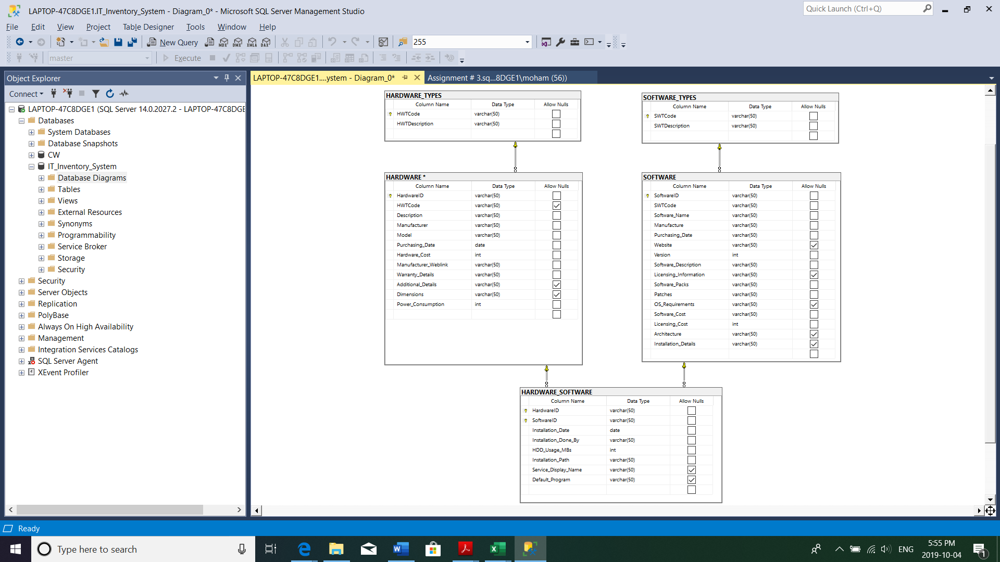 LAPTOP-47C8DGE1.IT_Inventory_System - Diagram_0* - Microsoft SQL Server Management Studio
Quick Launch (Ctrl+Q)
File Edit View Project Table Designer Tools Window Help
New Query MDX DMX XMLA DAX 255
master Execute
Object Explorer
Connect
LAPTOP-47C8DGE1 (SQL Server 14.0.2027.2 - LAPTOP-47C8DGE
Databases
System Databases
Database Snapshots
CW
IT_Inventory_System
Database Diagrams
Tables
Views
External Resources
Synonyms
Programmability
Service Broker
Storage
Security
Security
Server Objects
Replication
PolyBase
Always On High Availability
Management
Integration Services Catalogs
SQL Server Agent
XEvent Profiler
LAPTOP-47C8DGE1....ystem - Diagram_0*
Assignment # 3.sq...8DGE1\moham (56))
HARDWARE_TYPES
Column Name Data Type Allow Nulls
HWTCode varchar(50)
HWTDescription varchar(50)
SOFTWARE_TYPES
Column Name Data Type Allow Nulls
SWTCode varchar(50)
SWTDescription varchar(50)
HARDWARE *
Column Name Data Type Allow Nulls
HardwareID varchar(50)
HWTCode varchar(50)
Description varchar(50)
Manufacturer varchar(50)
Model varchar(50)
Purchasing_Date date
Hardware_Cost int
Manufacturer_Weblink varchar(50)
Warranty_Details varchar(50)
Additional_Details varchar(50)
Dimensions varchar(50)
Power_Consumption int
SOFTWARE
Column Name Data Type Allow Nulls
SoftwareID varchar(50)
SWTCode varchar(50)
Software_Name varchar(50)
Manufacture varchar(50)
Purchasing_Date varchar(50)
Website varchar(50)
Version int
Software_Description varchar(50)
Licensing_Information varchar(50)
Software_Packs varchar(50)
Patches varchar(50)
OS_Requirements varchar(50)
Software_Cost varchar(50)
Licensing_Cost int
Architecture varchar(50)
Installation_Details varchar(50)
HARDWARE_SOFTWARE
Column Name Data Type Allow Nulls
HardwareID varchar(50)
SoftwareID varchar(50)
Installation_Date date
Installation_Done_By varchar(50)
HDD_Usage_MBs int
Installation_Path varchar(50)
Service_Display_Name varchar(50)
Default_Program varchar(50)
Ready
Type here to search
ENG
5:55 PM
2019-10-04
1